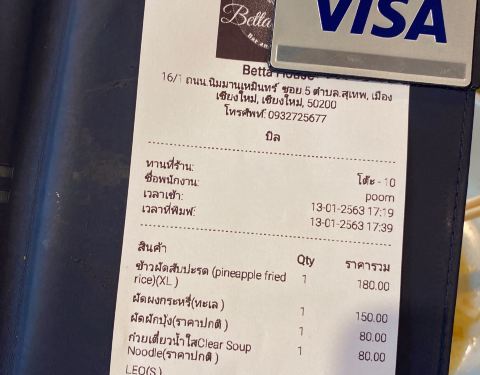 VISA
Betta
Betta House
16/1 ถนน.นิมมานเหมินทร์ ซอย.5 ตำบล.สุเทพ, เมือง
เชียงใหม่, เชียงใหม่, 50200
โทรศัพท์: 0932725677
บิล
ทานที่ร้าน: โต๊ะ - 10
ชื่อพนักงาน: poom
เวลาเข้า: 13-01-2563 17:19
เวลาที่พิมพ์: 13-01-2563 17:39
สินค้า Qty ราคารวม
ข้าวผัดสับปะรด (pineapple fried 1 180.00
rice)(XL )
ผัดผงกระหรี่(ทะเล ) 1 150.00
ผัดผักบุ้ง(ราคาปกติ ) 1 80.00
ก๋วยเตี่ยวน้ำใสClear Soup 1 80.00
Noodle(ราคาปกติ )
LEO(S )